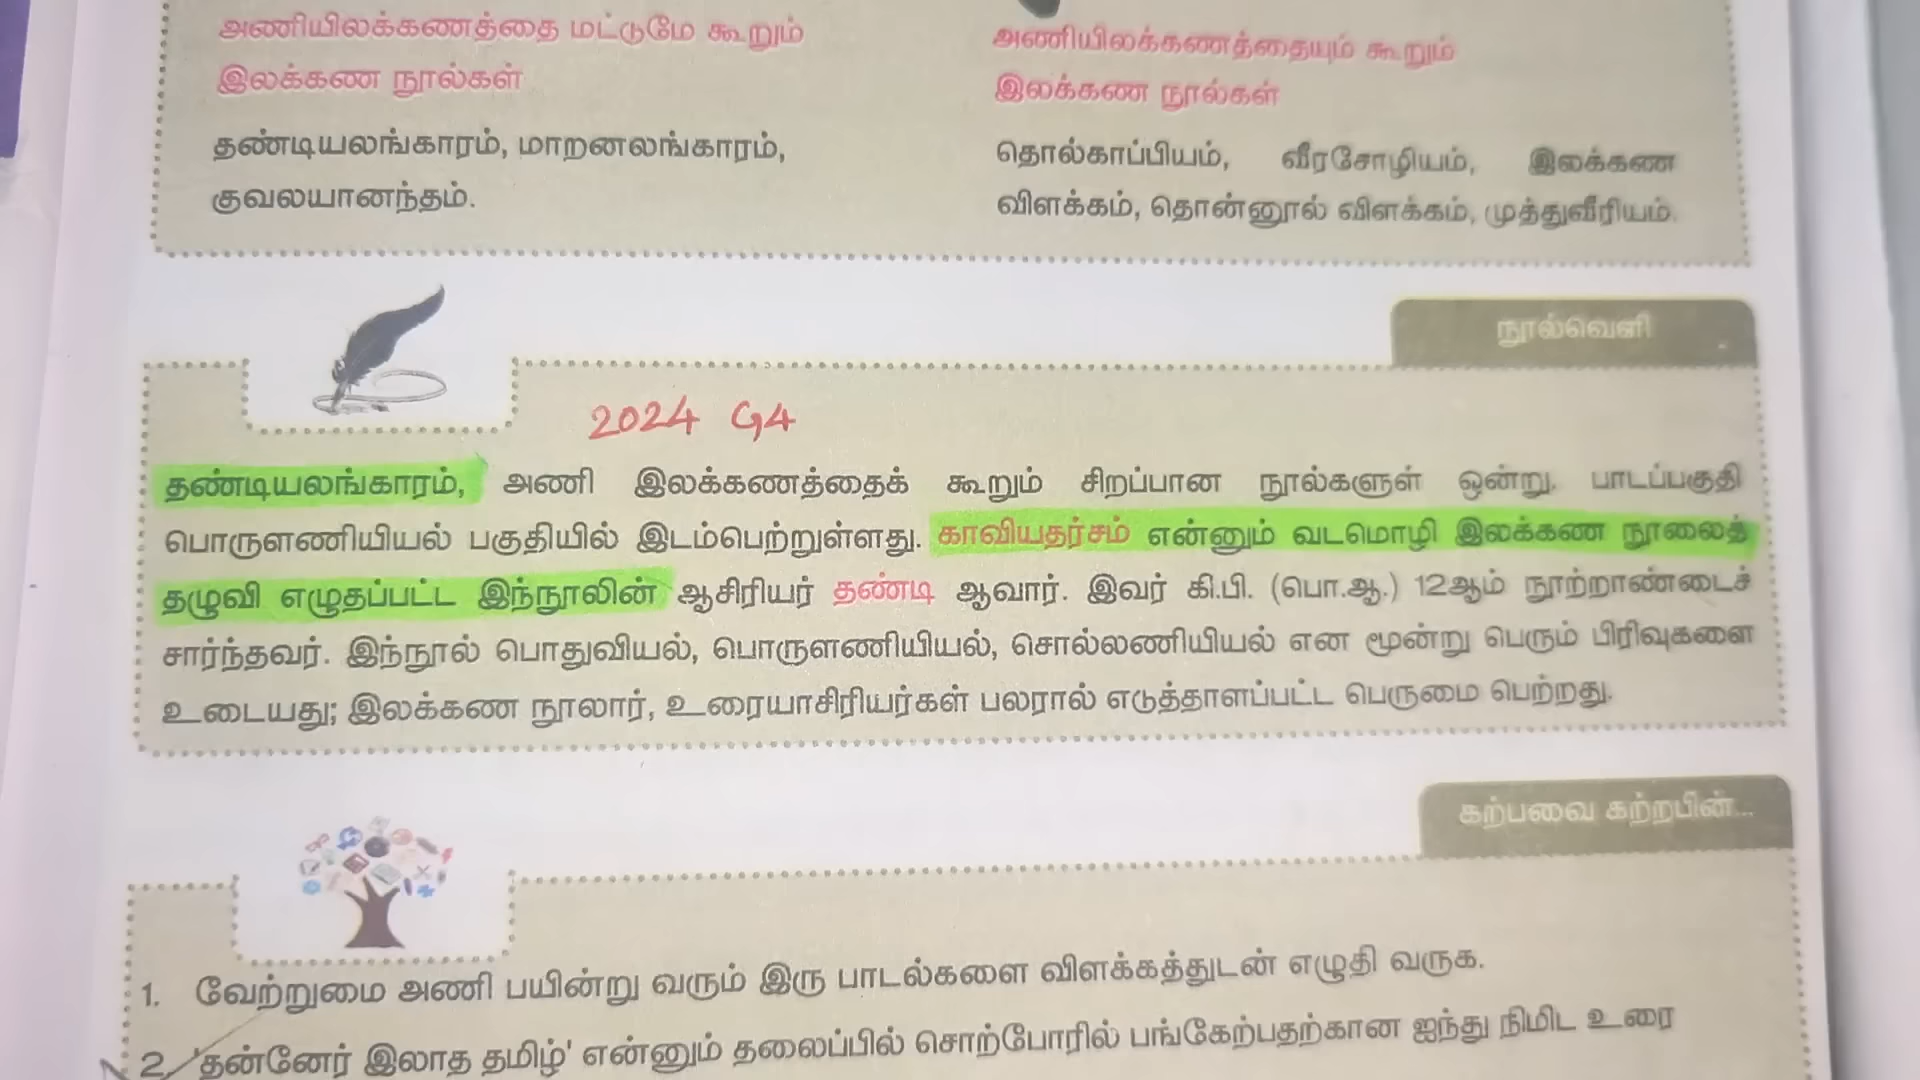 அணியிலக்கணத்தை மட்டுமே கூறும்
இலக்கண நூல்கள்
தண்டியலங்காரம், மாறனலங்காரம்,
குவலயானந்தம்.
அணியிலக்கணத்தையும் கூறும்
இலக்கண நூல்கள்
தொல்காப்பியம், வீரசோழியம், இலக்கண
விளக்கம், தொன்னூல் விளக்கம், முத்துவீரியம்.
நூல்வெளி
2024 G4
தண்டியலங்காரம், அணி இலக்கணத்தைக் கூறும் சிறப்பான நூல்களுள் ஒன்று. பாடப்பகுதி
பொருளணியியல் பகுதியில் இடம்பெற்றுள்ளது. காவியதர்சம் என்னும் வடமொழி இலக்கண நூலைத்
தழுவி எழுதப்பட்ட இந்நூலின் ஆசிரியர் தண்டி ஆவார். இவர் கி.பி. (பொ.ஆ.) 12ஆம் நூற்றாண்டைச்
சார்ந்தவர். இந்நூல் பொதுவியல், பொருளணியியல், சொல்லணியியல் என மூன்று பெரும் பிரிவுகளை
உடையது; இலக்கண நூலார், உரையாசிரியர்கள் பலரால் எடுத்தாளப்பட்ட பெருமை பெற்றது.
கற்பவை கற்றபின்...
1. வேற்றுமை அணி பயின்று வரும் இரு பாடல்களை விளக்கத்துடன் எழுதி வருக.
2 'தன்னேர் இலாத தமிழ்' என்னும் தலைப்பில் சொற்போரில் பங்கேற்பதற்கான ஐந்து நிமிட உரை